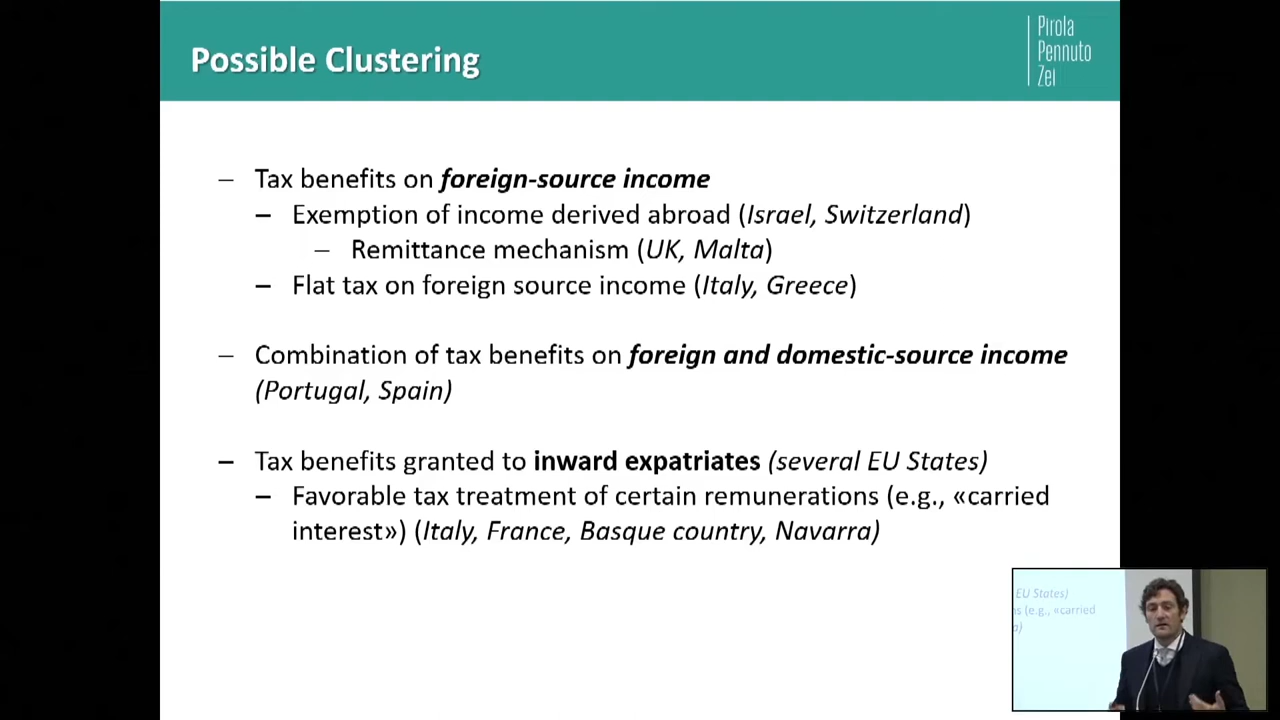 Possible Clustering
Pirola
Pennuto
Zei
– Tax benefits on foreign-source income
– Exemption of income derived abroad (Israel, Switzerland)
– Remittance mechanism (UK, Malta)
– Flat tax on foreign source income (Italy, Greece)
– Combination of tax benefits on foreign and domestic-source income
(Portugal, Spain)
– Tax benefits granted to inward expatriates (several EU States)
– Favorable tax treatment of certain remunerations (e.g., «carried
interest») (Italy, France, Basque country, Navarra)
EU States)
(e.g., «carried